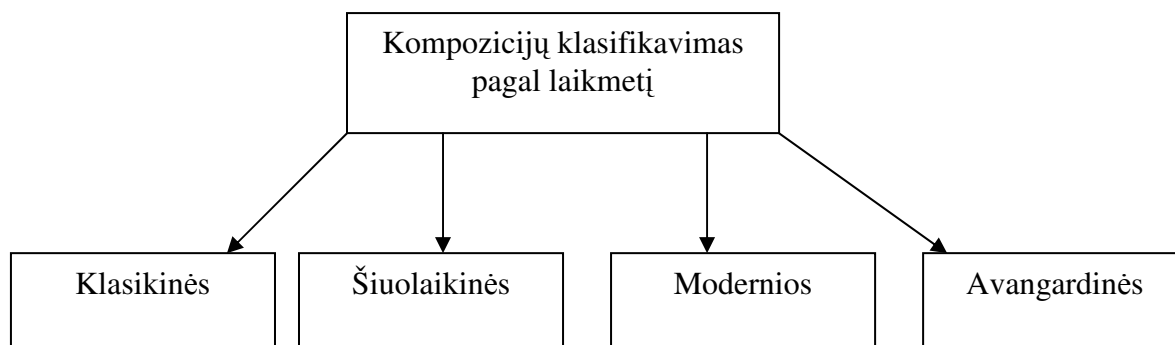 Kompozicijų klasifikavimas
pagal laikmetį
Klasikinės
Šiuolaikinės
Modernios
Avangardinės